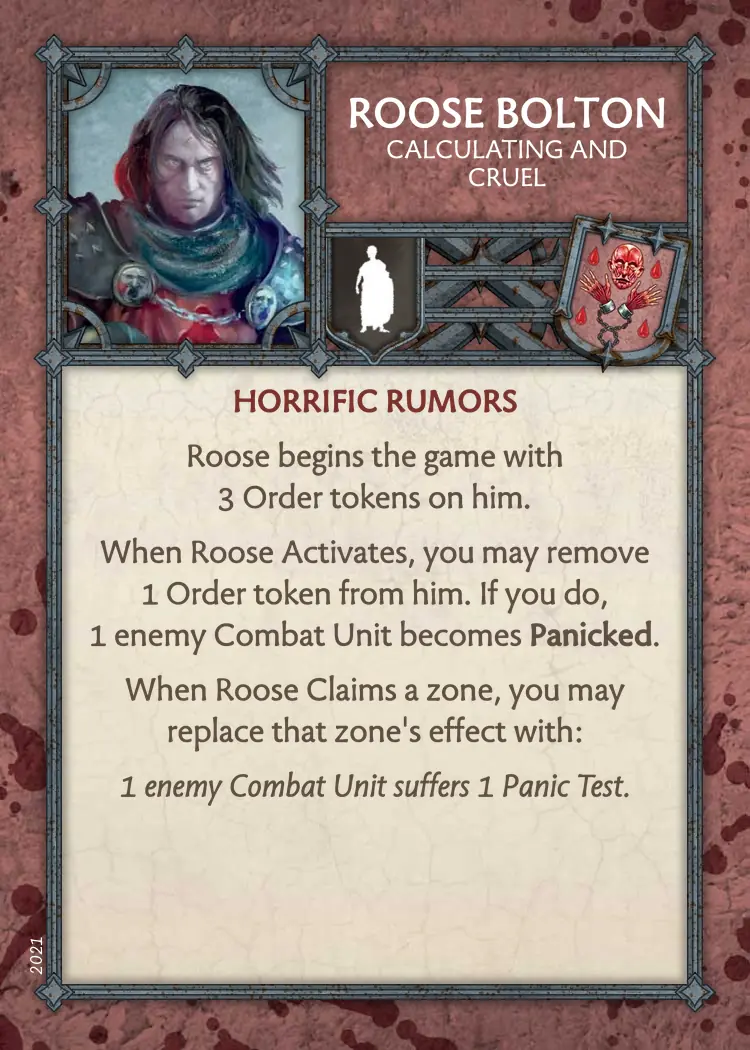 ROOSE BOLTON
CALCULATING AND
CRUEL
HORRIFIC RUMORS
Roose begins the game with
3 Order tokens on him.
When Roose Activates, you may remove
1 Order token from him. If you do,
1 enemy Combat Unit becomes Panicked.
When Roose Claims a zone, you may
replace that zone's effect with:
1 enemy Combat Unit suffers 1 Panic Test.
2021